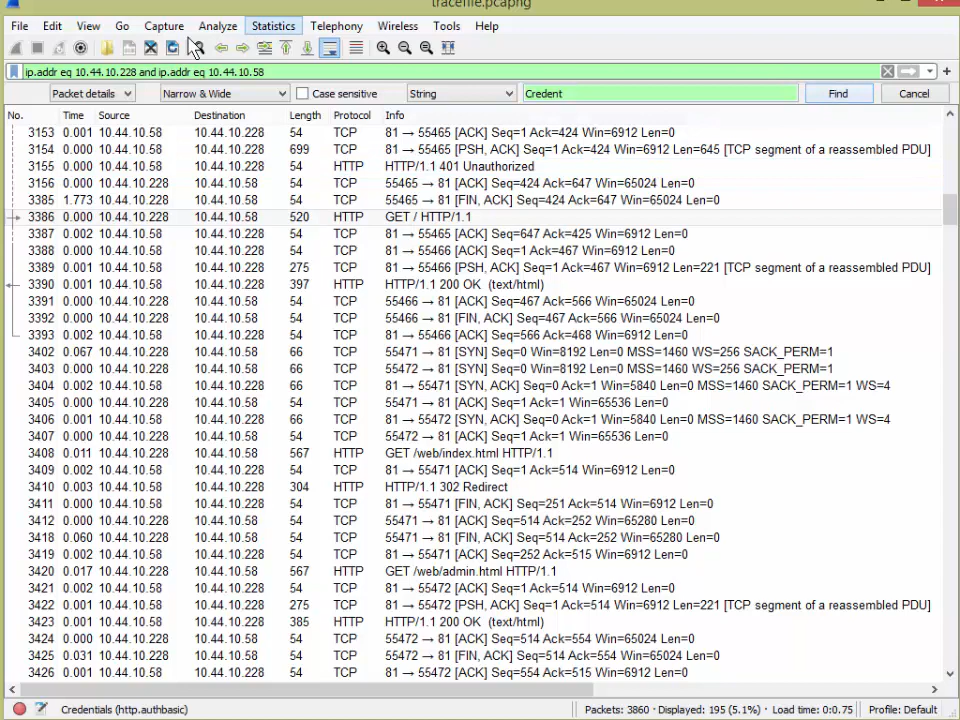 tracefile.pcapng
File Edit View Go Capture Analyze Statistics Telephony Wireless Tools Help
ip.addr eq 10.44.10.228 and ip.addr eq 10.44.10.58
Packet details Narrow & Wide Case sensitive String Credent Find Cancel
No. Time Source Destination Length Protocol Info
3153 0.001 10.44.10.58 10.44.10.228 54 TCP 81 → 55465 [ACK] Seq=1 Ack=424 Win=6912 Len=0
3154 0.000 10.44.10.58 10.44.10.228 699 TCP 81 → 55465 [PSH, ACK] Seq=1 Ack=424 Win=6912 Len=645 [TCP segment of a reassembled PDU]
3155 0.000 10.44.10.58 10.44.10.228 54 HTTP HTTP/1.1 401 Unauthorized
3156 0.000 10.44.10.228 10.44.10.58 54 TCP 55465 → 81 [ACK] Seq=424 Ack=647 Win=65024 Len=0
3385 1.773 10.44.10.228 10.44.10.58 54 TCP 55465 → 81 [FIN, ACK] Seq=424 Ack=647 Win=65024 Len=0
3386 0.000 10.44.10.228 10.44.10.58 520 HTTP GET / HTTP/1.1
3387 0.002 10.44.10.58 10.44.10.228 54 TCP 81 → 55465 [ACK] Seq=647 Ack=425 Win=6912 Len=0
3388 0.000 10.44.10.58 10.44.10.228 54 TCP 81 → 55466 [ACK] Seq=1 Ack=467 Win=6912 Len=0
3389 0.001 10.44.10.58 10.44.10.228 275 TCP 81 → 55466 [PSH, ACK] Seq=1 Ack=467 Win=6912 Len=221 [TCP segment of a reassembled PDU]
3390 0.001 10.44.10.58 10.44.10.228 397 HTTP HTTP/1.1 200 OK (text/html)
3391 0.000 10.44.10.228 10.44.10.58 54 TCP 55466 → 81 [ACK] Seq=467 Ack=566 Win=65024 Len=0
3392 0.000 10.44.10.228 10.44.10.58 54 TCP 55466 → 81 [FIN, ACK] Seq=467 Ack=566 Win=65024 Len=0
3393 0.002 10.44.10.58 10.44.10.228 54 TCP 81 → 55466 [ACK] Seq=566 Ack=468 Win=6912 Len=0
3402 0.067 10.44.10.228 10.44.10.58 66 TCP 55471 → 81 [SYN] Seq=0 Win=8192 Len=0 MSS=1460 WS=256 SACK_PERM=1
3403 0.000 10.44.10.228 10.44.10.58 66 TCP 55472 → 81 [SYN] Seq=0 Win=8192 Len=0 MSS=1460 WS=256 SACK_PERM=1
3404 0.002 10.44.10.58 10.44.10.228 66 TCP 81 → 55471 [SYN, ACK] Seq=0 Ack=1 Win=5840 Len=0 MSS=1460 SACK_PERM=1 WS=4
3405 0.000 10.44.10.228 10.44.10.58 54 TCP 55471 → 81 [ACK] Seq=1 Ack=1 Win=65536 Len=0
3406 0.001 10.44.10.58 10.44.10.228 66 TCP 81 → 55472 [SYN, ACK] Seq=0 Ack=1 Win=5840 Len=0 MSS=1460 SACK_PERM=1 WS=4
3407 0.000 10.44.10.228 10.44.10.58 54 TCP 55472 → 81 [ACK] Seq=1 Ack=1 Win=65536 Len=0
3408 0.011 10.44.10.228 10.44.10.58 567 HTTP GET /web/index.html HTTP/1.1
3409 0.002 10.44.10.58 10.44.10.228 54 TCP 81 → 55471 [ACK] Seq=1 Ack=514 Win=6912 Len=0
3410 0.003 10.44.10.58 10.44.10.228 304 HTTP HTTP/1.1 302 Redirect
3411 0.000 10.44.10.58 10.44.10.228 54 TCP 81 → 55471 [FIN, ACK] Seq=251 Ack=514 Win=6912 Len=0
3412 0.000 10.44.10.228 10.44.10.58 54 TCP 55471 → 81 [ACK] Seq=514 Ack=252 Win=65280 Len=0
3418 0.060 10.44.10.228 10.44.10.58 54 TCP 55471 → 81 [FIN, ACK] Seq=514 Ack=252 Win=65280 Len=0
3419 0.002 10.44.10.58 10.44.10.228 54 TCP 81 → 55471 [ACK] Seq=252 Ack=515 Win=6912 Len=0
3420 0.017 10.44.10.228 10.44.10.58 567 HTTP GET /web/admin.html HTTP/1.1
3421 0.002 10.44.10.58 10.44.10.228 54 TCP 81 → 55472 [ACK] Seq=1 Ack=514 Win=6912 Len=0
3422 0.001 10.44.10.58 10.44.10.228 275 TCP 81 → 55472 [PSH, ACK] Seq=1 Ack=514 Win=6912 Len=221 [TCP segment of a reassembled PDU]
3423 0.001 10.44.10.58 10.44.10.228 385 HTTP HTTP/1.1 200 OK (text/html)
3424 0.000 10.44.10.228 10.44.10.58 54 TCP 55472 → 81 [ACK] Seq=514 Ack=554 Win=65024 Len=0
3425 0.031 10.44.10.228 10.44.10.58 54 TCP 55472 → 81 [FIN, ACK] Seq=514 Ack=554 Win=65024 Len=0
3426 0.001 10.44.10.58 10.44.10.228 54 TCP 81 → 55472 [ACK] Seq=554 Ack=515 Win=6912 Len=0
Credentials (http.authbasic) Packets: 3860 · Displayed: 195 (5.1%) · Load time: 0:0.75 Profile: Default